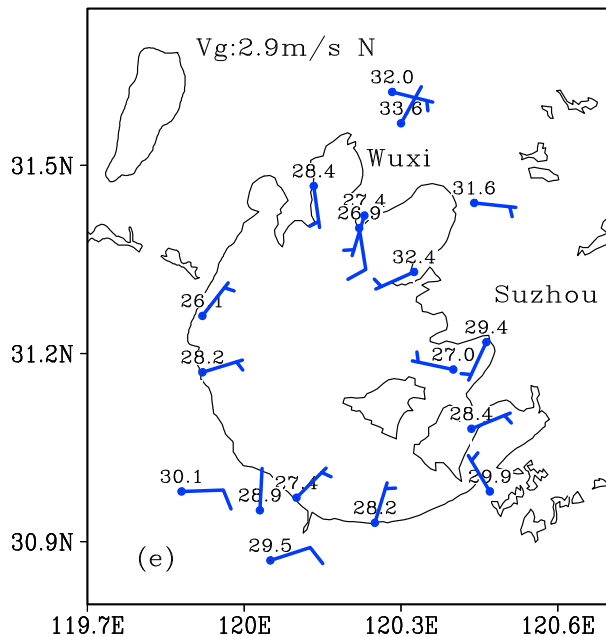 Vg:2.9m/s N
32.0
33.6
31.5N
Wuxi
28.4
27.4
26.9
31.6
32.4
Suzhou
26.1
29.4
31.2N
28.2
27.0
28.4
30.1
28.9
27.4
28.2
29.9
30.9N
(e)
29.5
119.7E
120E
120.3E
120.6E